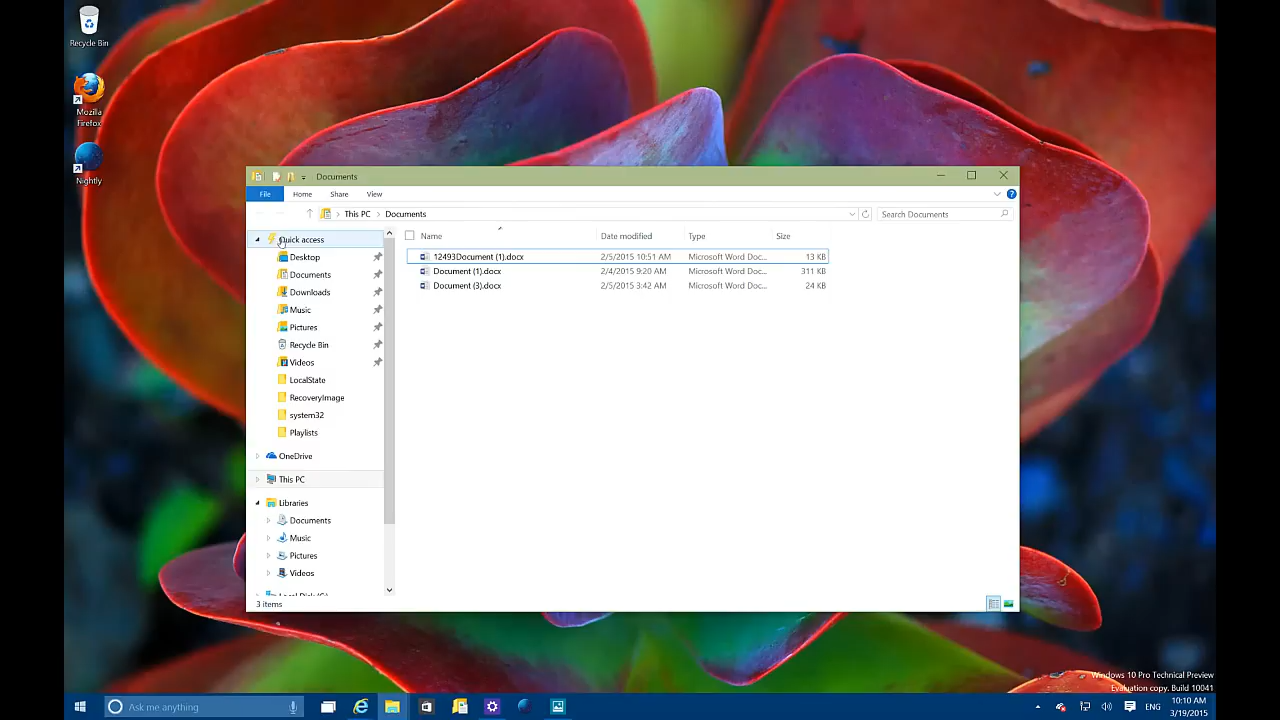 Recycle Bin
Mozilla
Firefox
Nightly
Documents
File Home Share View
This PC Documents
Search Documents
Quick access
Desktop
Documents
Downloads
Music
Pictures
Recycle Bin
Videos
LocalState
RecoveryImage
system32
Playlists
OneDrive
This PC
Libraries
Documents
Music
Pictures
Videos
Local Disk (C:)
Name Date modified Type Size
12493Document (1).docx 2/5/2015 10:51 AM Microsoft Word Doc... 13 KB
Document (1).docx 2/4/2015 9:20 AM Microsoft Word Doc... 311 KB
Document (3).docx 2/5/2015 3:42 AM Microsoft Word Doc... 24 KB
3 items
Windows 10 Pro Technical Preview
Evaluation copy. Build 10041
Ask me anything
ENG
10:10 AM
3/19/2015